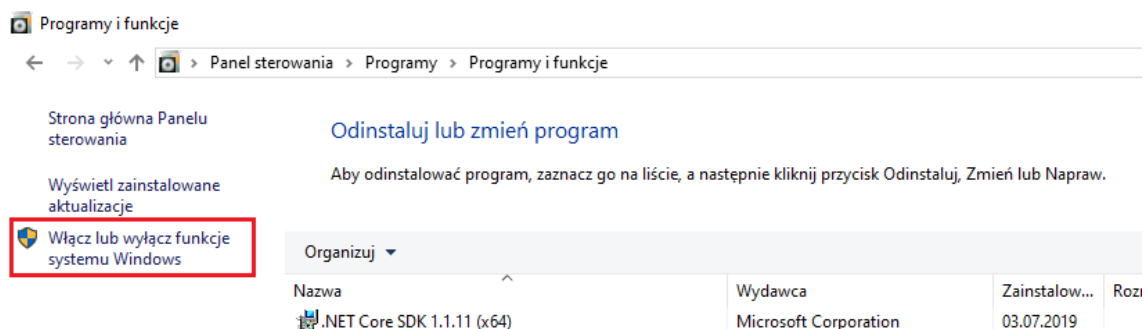 Programy i funkcje
Panel sterowania > Programy > Programy i funkcje
Strona główna Panelu
sterowania
Wyświetl zainstalowane
aktualizacje
Włącz lub wyłącz funkcje
systemu Windows
Odinstaluj lub zmień program
Aby odinstalować program, zaznacz go na liście, a następnie kliknij przycisk Odinstaluj, Zmień lub Napraw.
Organizuj
Nazwa Wydawca Zainstalow... Rozm
.NET Core SDK 1.1.11 (x64) Microsoft Corporation 03.07.2019